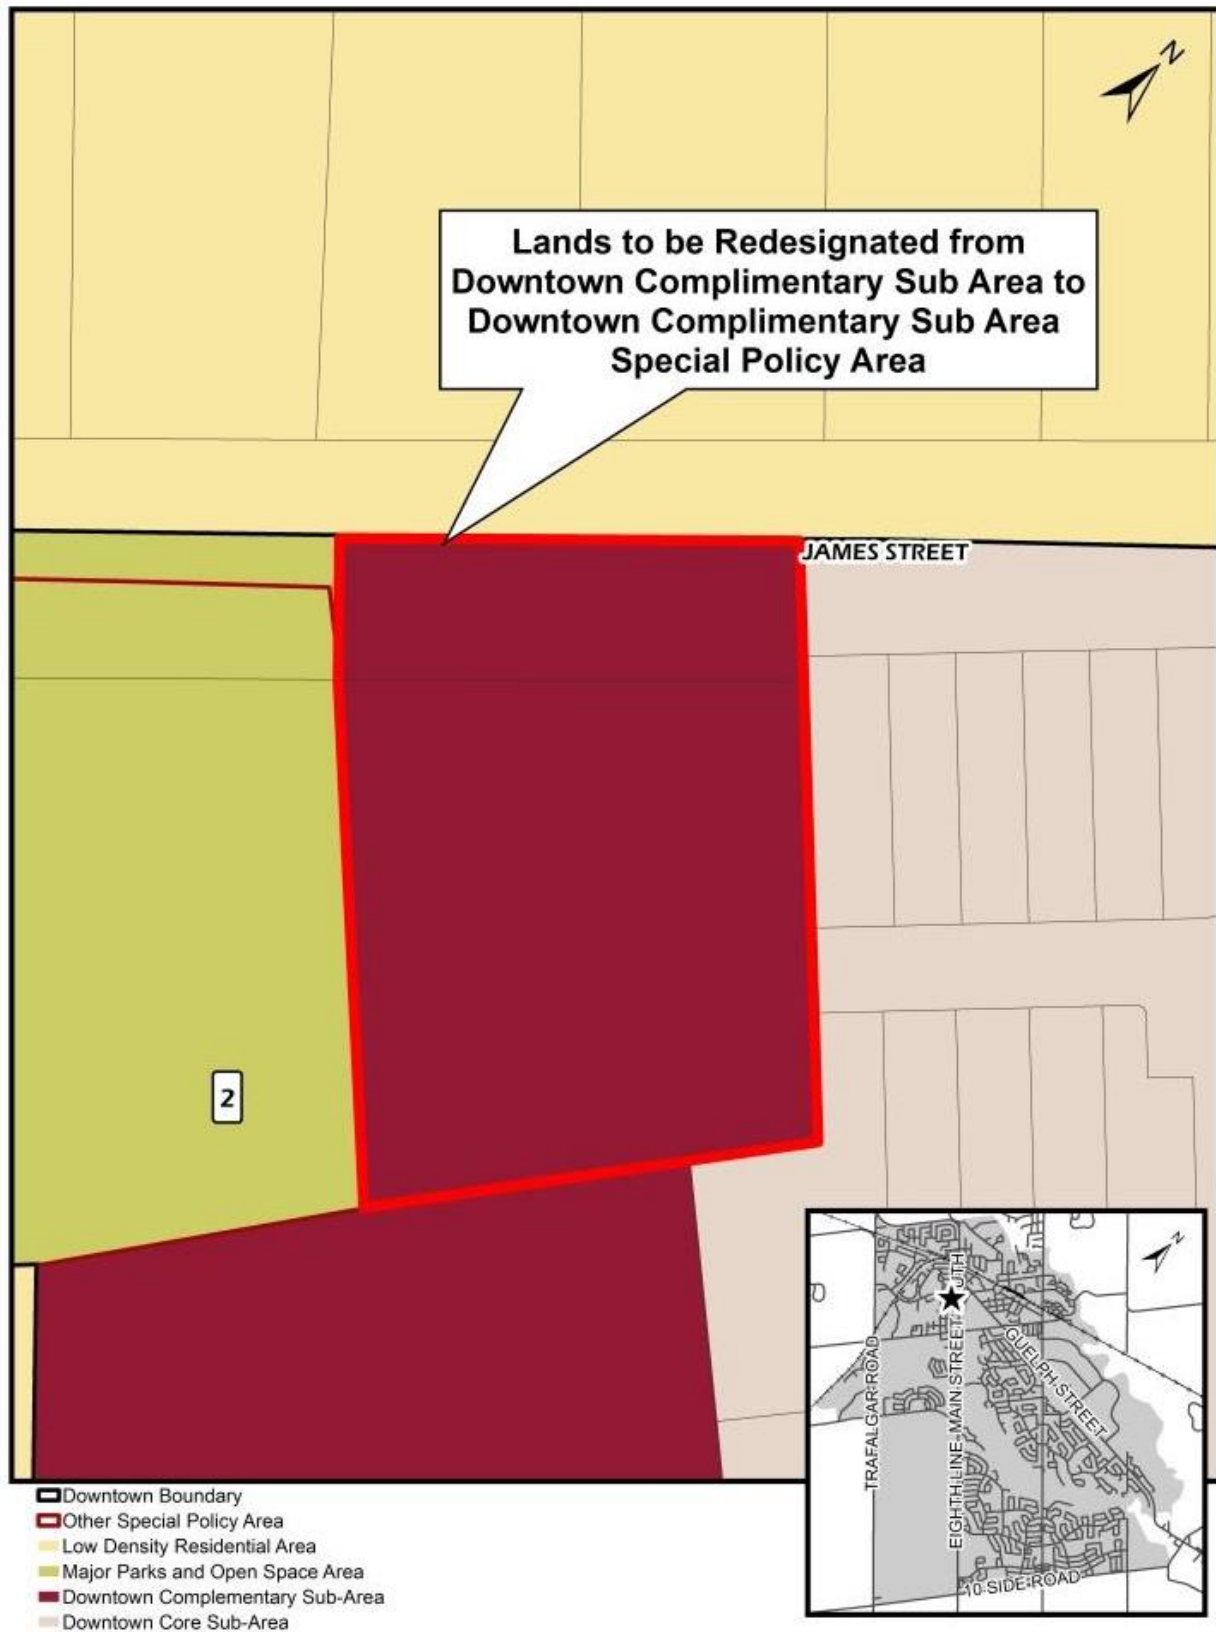 N
Lands to be Redesignated from
Downtown Complimentary Sub Area to
Downtown Complimentary Sub Area
Special Policy Area
JAMES STREET
2
N
UTH
GUELPH STREET
TRAFALGAR ROAD
EIGHTH LINE MAIN STREET
10 SIDE ROAD
Downtown Boundary
Other Special Policy Area
Low Density Residential Area
Major Parks and Open Space Area
Downtown Complementary Sub-Area
Downtown Core Sub-Area